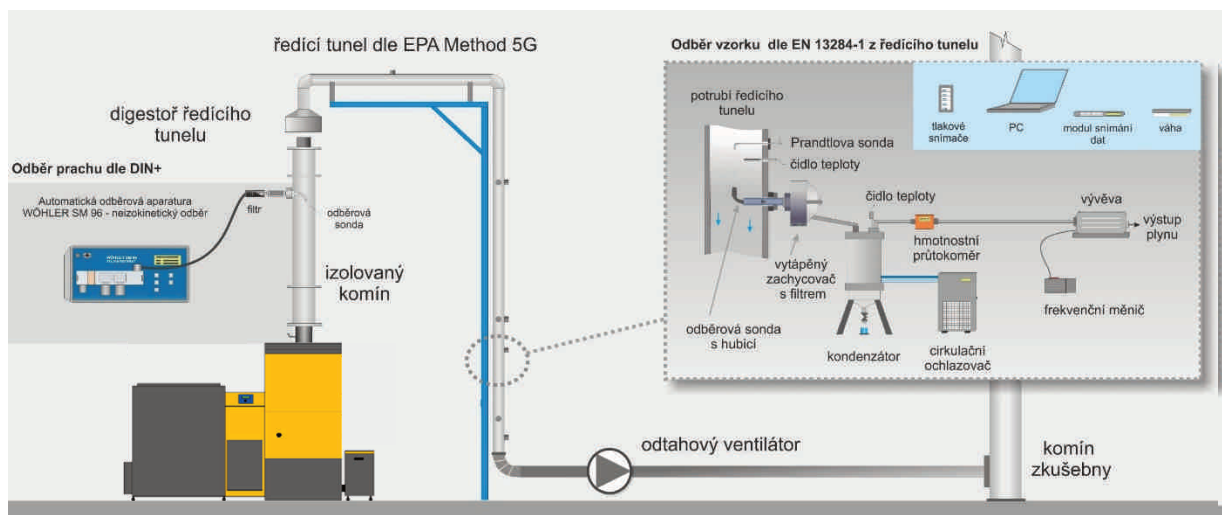 ředící tunel dle EPA Method 5G
digestoř ředícího
tunelu
Odběr prachu dle DIN+
Automatická odběrová aparatura
WÖHLER SM 96 - neizokinetický odběr
filtr
odběrová
sonda
izolovaný
komín
Odběr vzorku dle EN 13284-1 z ředícího tunelu
potrubí ředícího
tunelu
Prandtlova sonda
čidlo teploty
tlakové
snímače
PC
modul snímání
dat
váha
čidlo teploty
vývěva
výstup
plynu
hmotnostní
průtokoměr
vytápěný
zachycovač
s filtrem
frekvenční měnič
odběrová sonda
s hubicí
kondenzátor
cirkulační
ochlazovač
odtahový ventilátor
komín
zkušebny